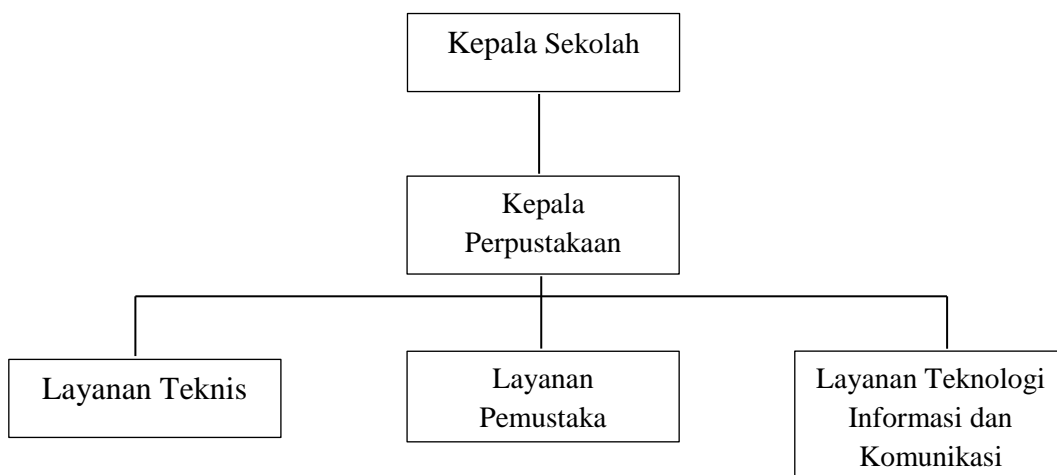 Kepala Sekolah
Kepala
Perpustakaan
Layanan Teknis
Layanan
Pemustaka
Layanan Teknologi
Informasi dan
Komunikasi